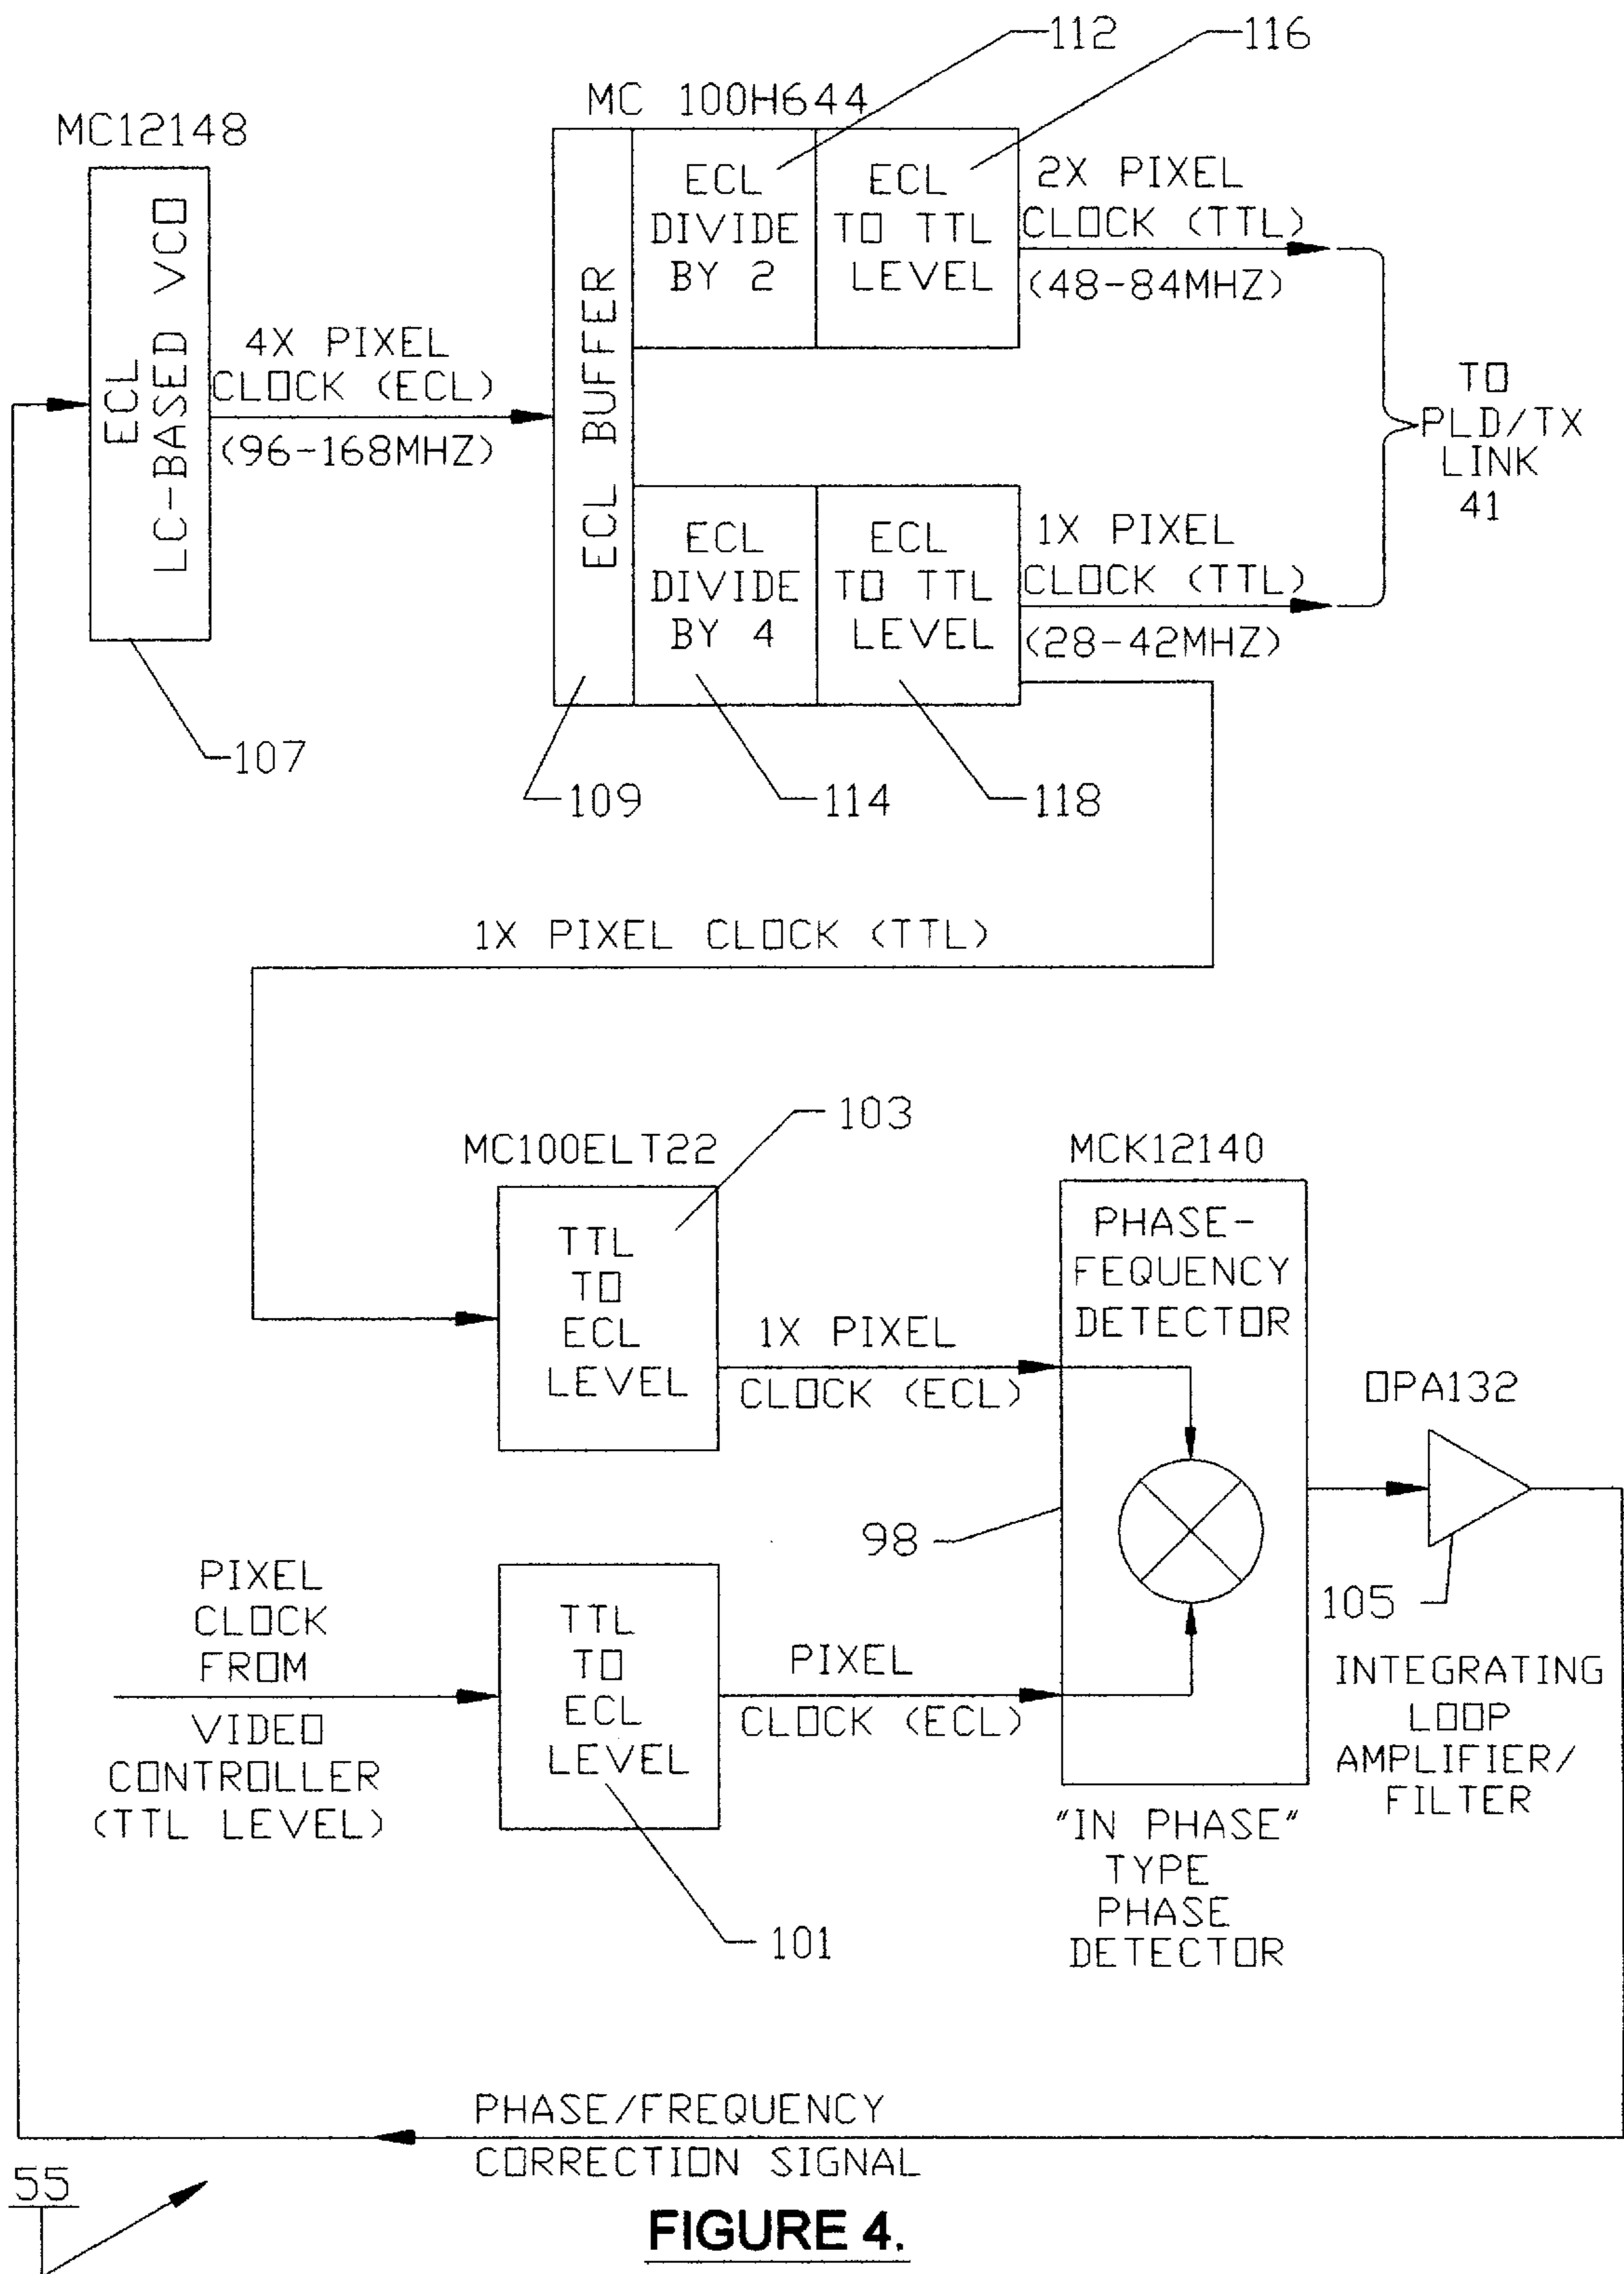 112
116
MC 100H644
MC12148
ECL
LC-BASED VCO
4X PIXEL
CLOCK (ECL)
(96-168MHZ)
ECL BUFFER
ECL
DIVIDE
BY 2
ECL
TO TTL
LEVEL
2X PIXEL
CLOCK (TTL)
(48-84MHZ)
TO
PLD/TX
LINK
41
ECL
DIVIDE
BY 4
ECL
TO TTL
LEVEL
1X PIXEL
CLOCK (TTL)
(28-42MHZ)
107
109
114
118
1X PIXEL CLOCK (TTL)
103
MC100ELT22
TTL
TO
ECL
LEVEL
1X PIXEL
CLOCK (ECL)
MCK12140
PHASE-
FEQUENCY
DETECTOR
OPA132
98
105
INTEGRATING
LOOP
AMPLIFIER/
FILTER
PIXEL
CLOCK
FROM
VIDEO
CONTROLLER
(TTL LEVEL)
TTL
TO
ECL
LEVEL
PIXEL
CLOCK (ECL)
101
"IN PHASE"
TYPE
PHASE
DETECTOR
PHASE/FREQUENCY
CORRECTION SIGNAL
55
FIGURE 4.